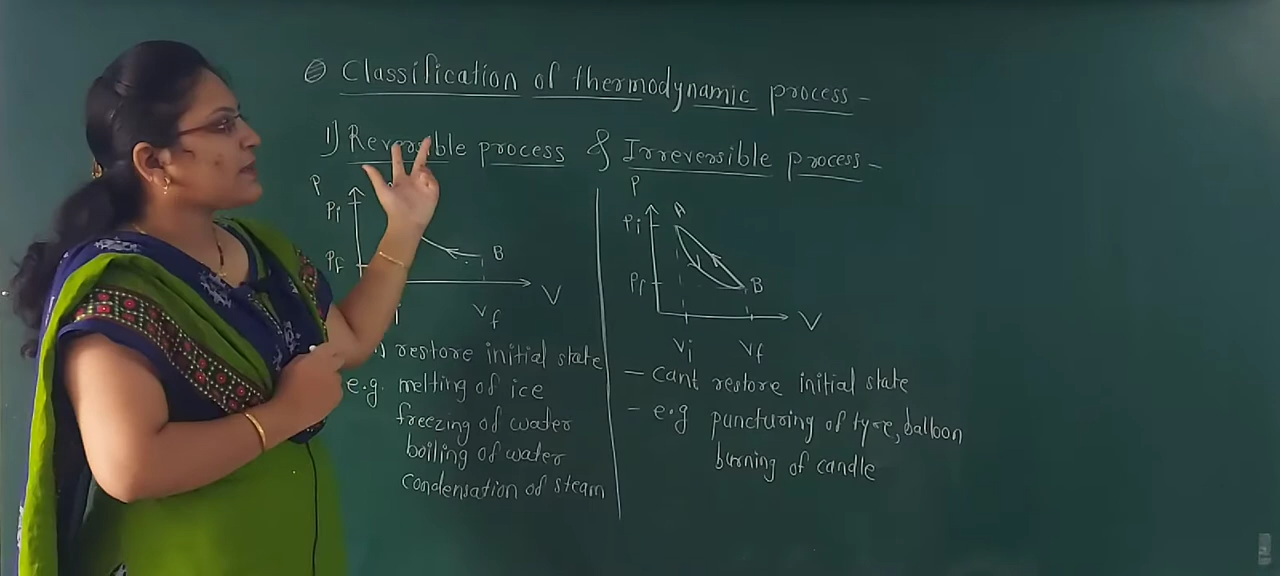 Classification of thermodynamic process -
1) Reversible process & Irreversible process -
P
Pi
Pf
B
V
Vf
restore initial state
e.g. melting of ice
freezing of water
boiling of water
condensation of steam
P
Pi
A
Pf
B
V
Vi
Vf
- cant restore initial state
- e.g puncturing of tyre, balloon
burning of candle